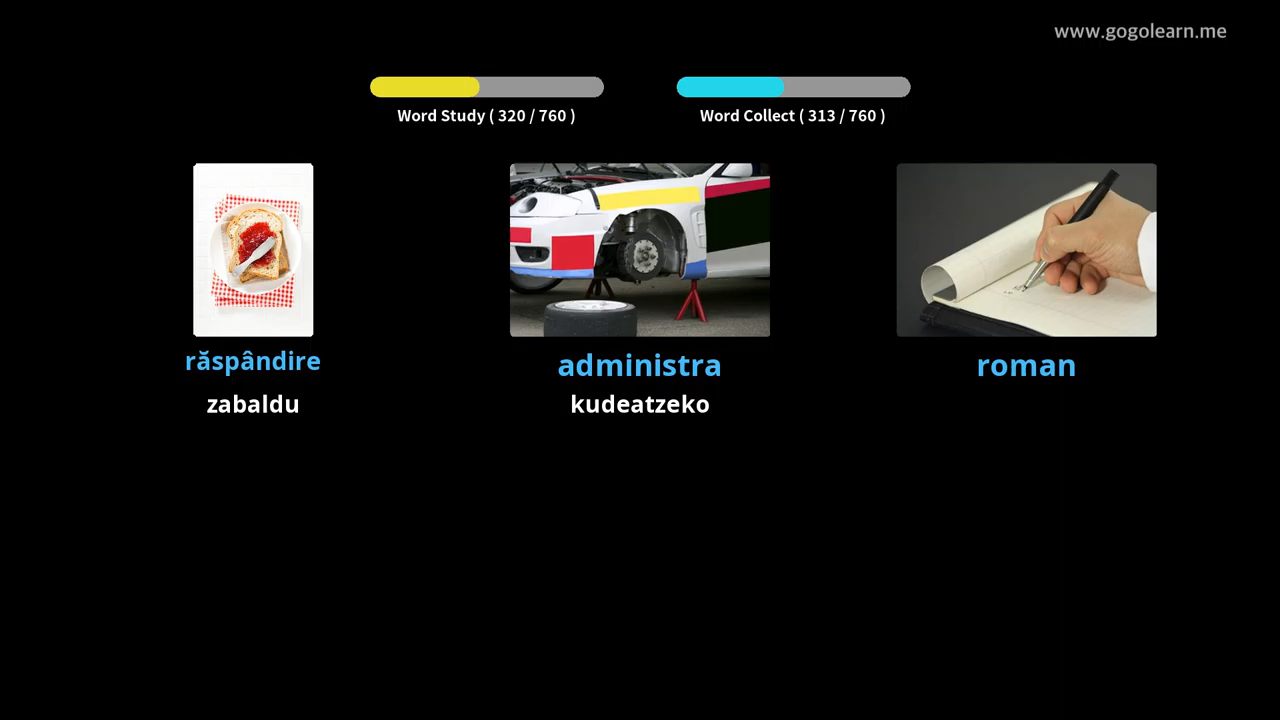 www.gogolearn.me
Word Study ( 320 / 760 )
Word Collect ( 313 / 760 )
răspândire
administra
roman
zabaldu
kudeatzeko